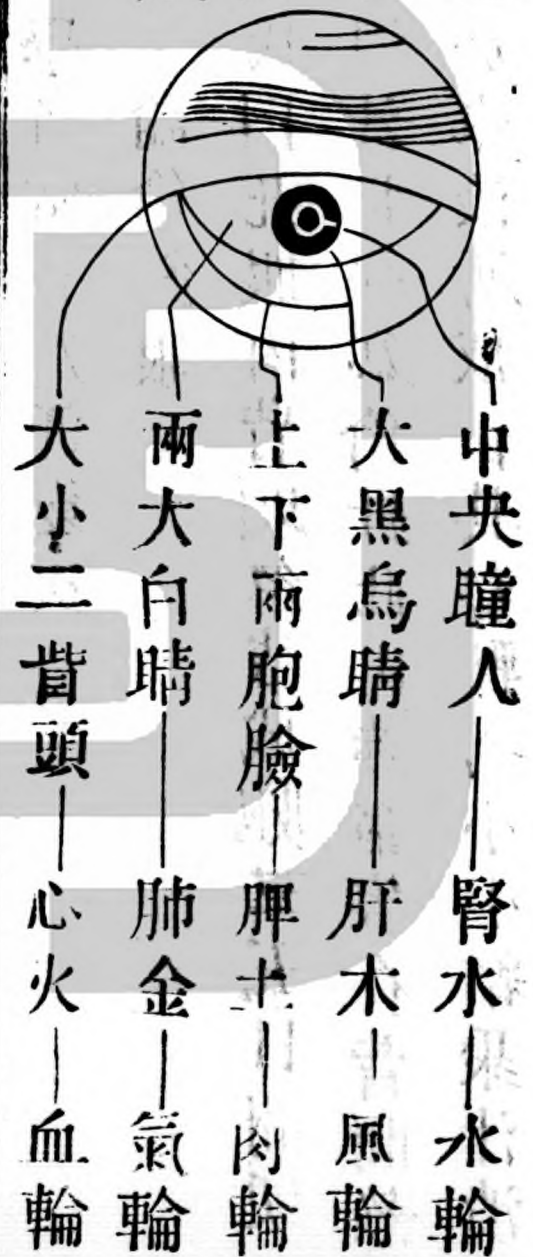 中央瞳人——腎水——水輪
大黑烏睛——肝木——風輪
上下兩胞臉——脾土——肉輪
兩大白睛——肺金——氣輪
大小二眥頭——心火——血輪